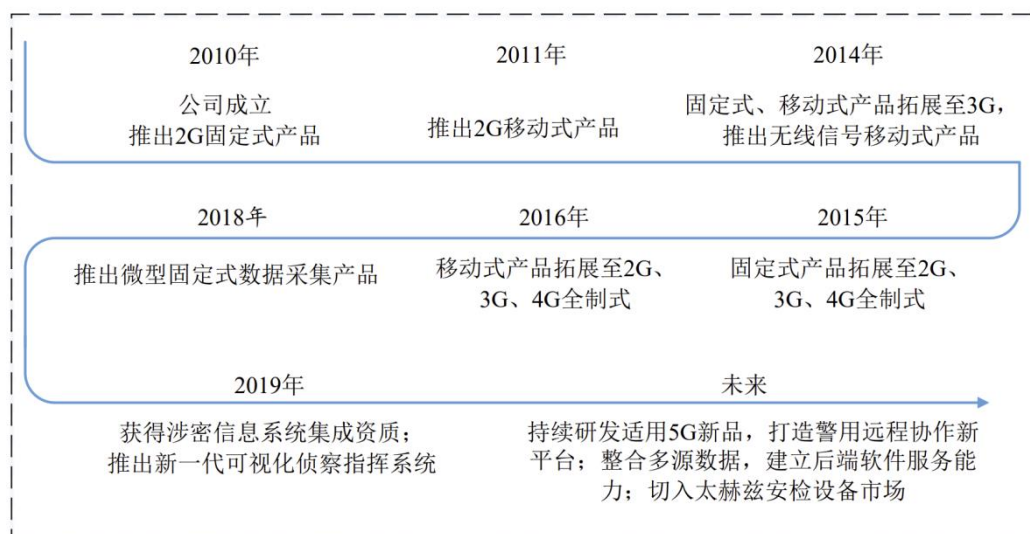 2010年
公司成立
推出2G固定式产品
2011年
推出2G移动式产品
2014年
固定式、移动式产品拓展至3G，
推出无线信号移动式产品
2015年
固定式产品拓展至2G、
3G、4G全制式
2016年
移动式产品拓展至2G、
3G、4G全制式
2018年
推出微型固定式数据采集产品
2019年
获得涉密信息系统集成资质；
推出新一代可视化侦察指挥系统
未来
持续研发适用5G新品，打造警用远程协作新
平台；整合多源数据，建立后端软件服务能
力；切入太赫兹安检设备市场